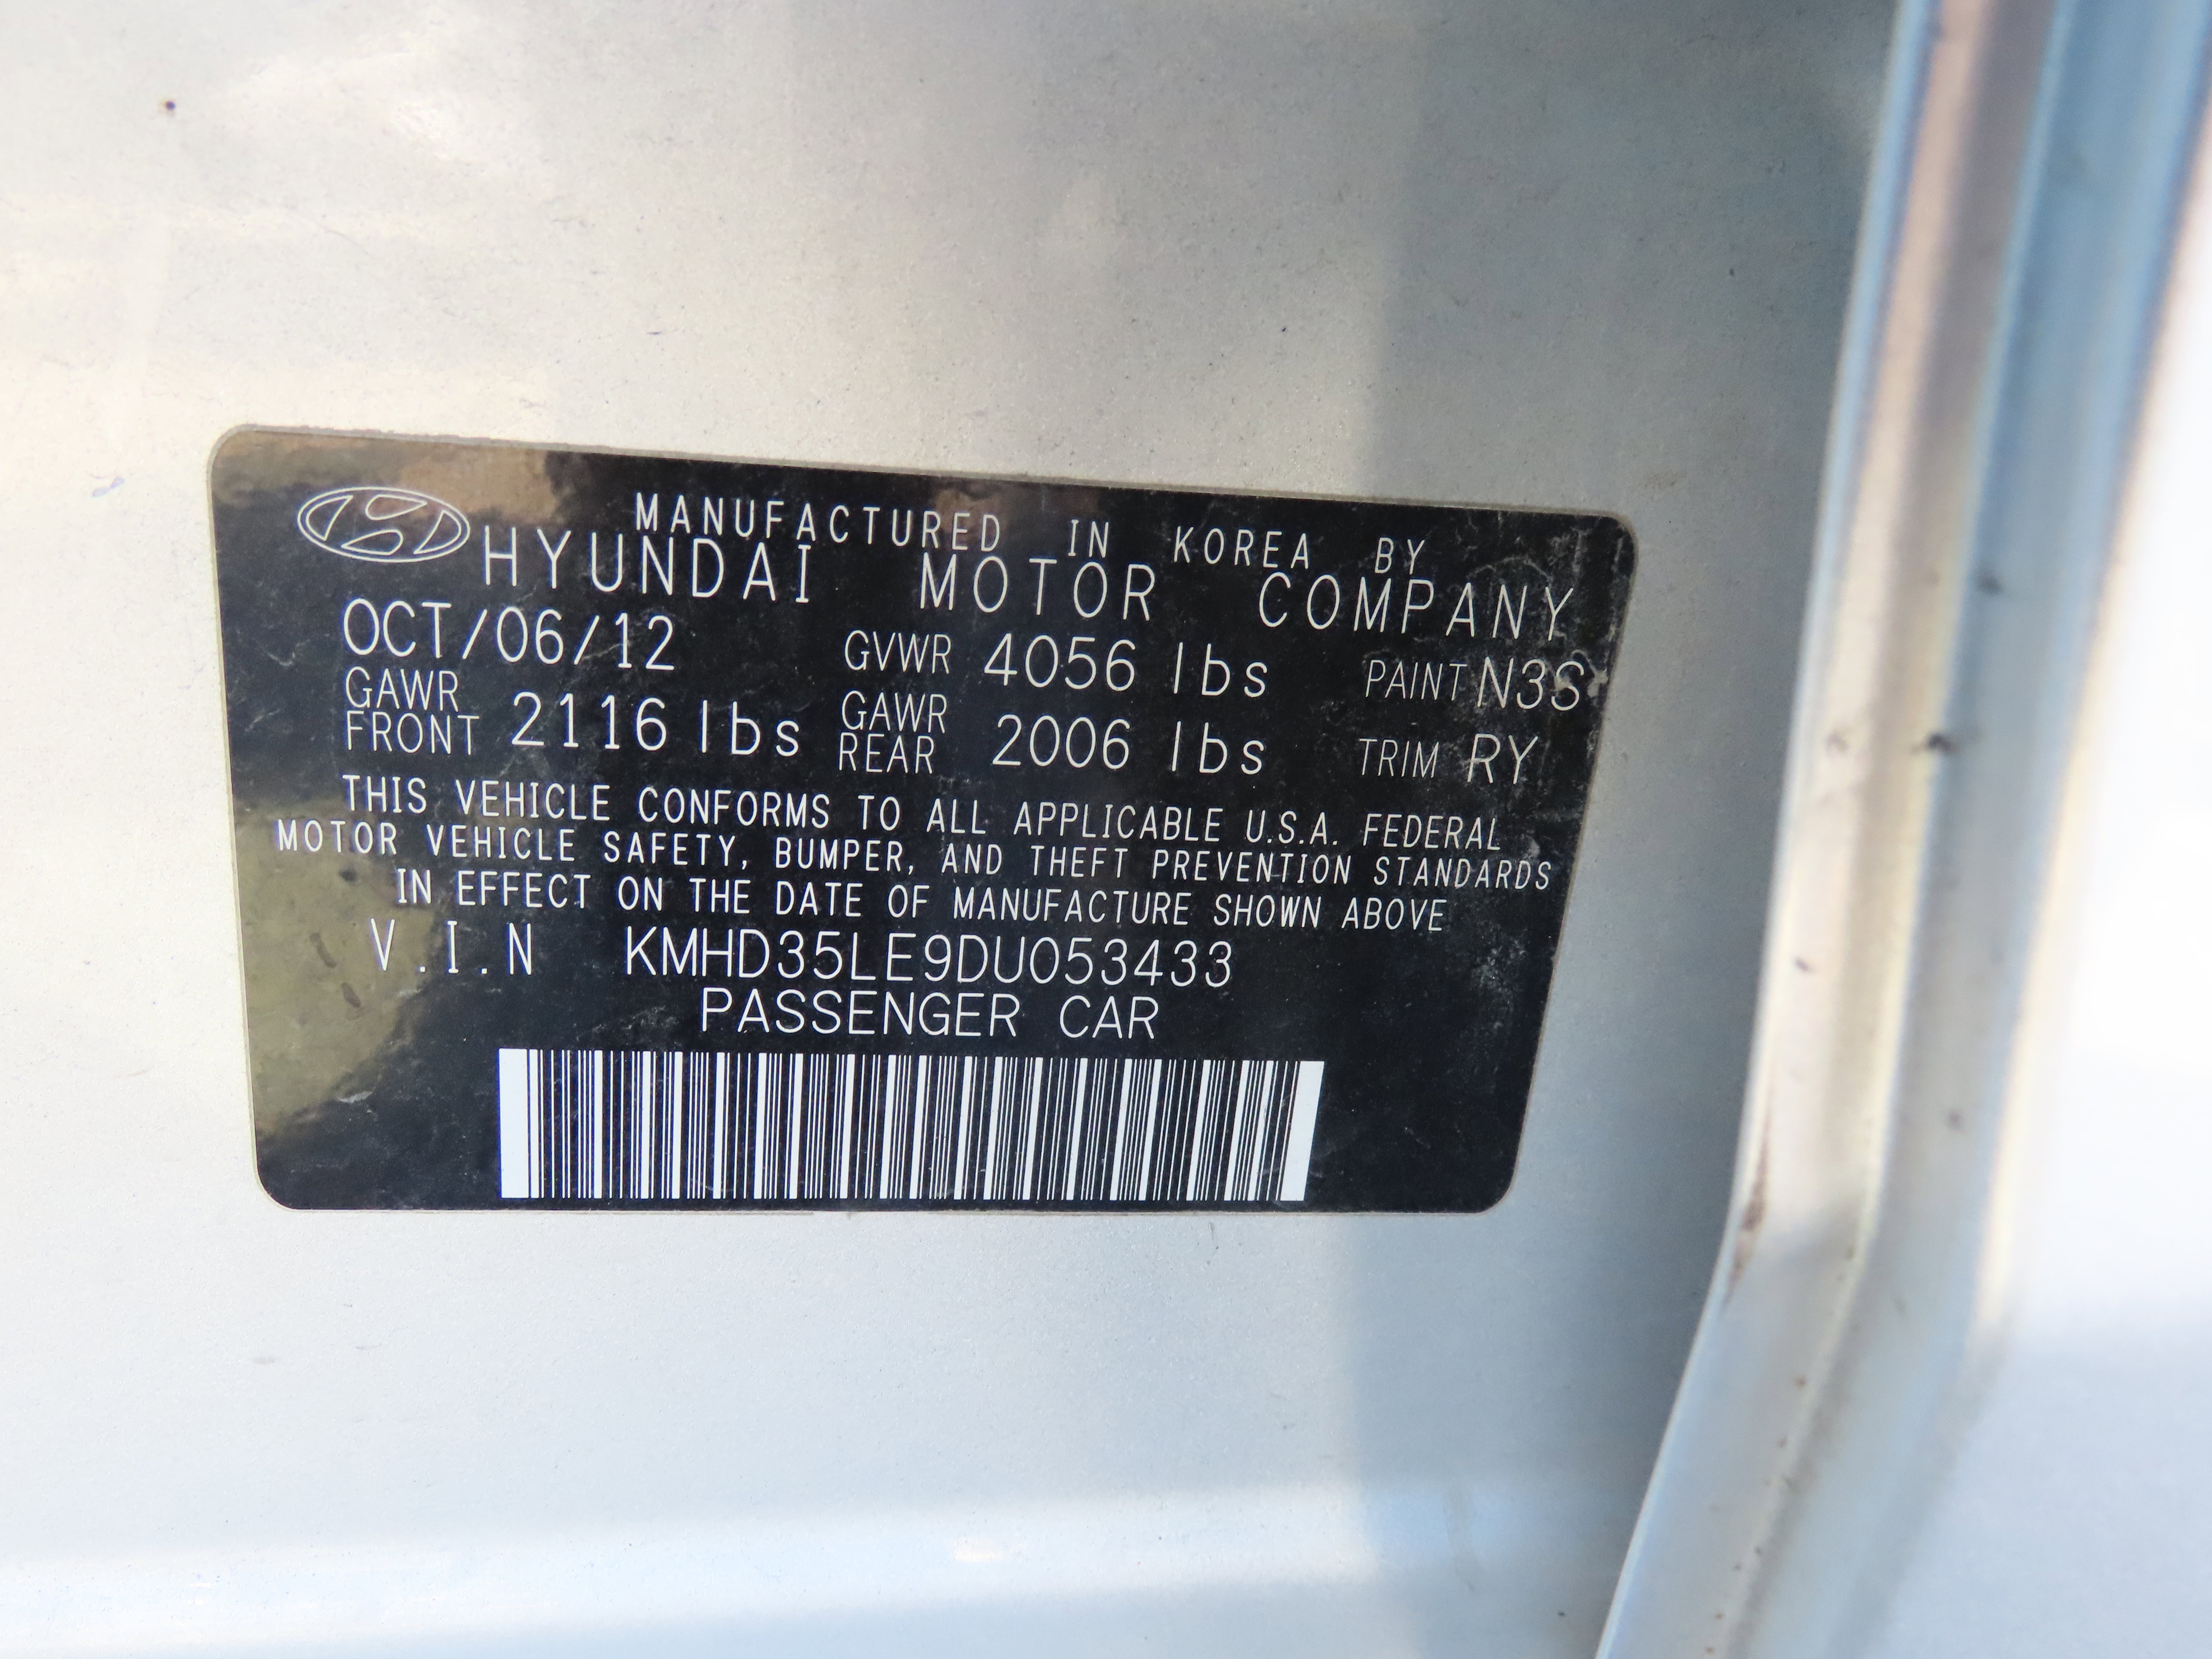 MANUFACTURED IN KOREA BY
HYUNDAI MOTOR COMPANY
OCT/06/12 GVWR 4056 lbs PAINT N3S
GAWR FRONT 2116 lbs GAWR REAR 2006 lbs TRIM RY
THIS VEHICLE CONFORMS TO ALL APPLICABLE U.S.A. FEDERAL
MOTOR VEHICLE SAFETY, BUMPER, AND THEFT PREVENTION STANDARDS
IN EFFECT ON THE DATE OF MANUFACTURE SHOWN ABOVE
V.I.N KMHD35LE9DU053433
PASSENGER CAR